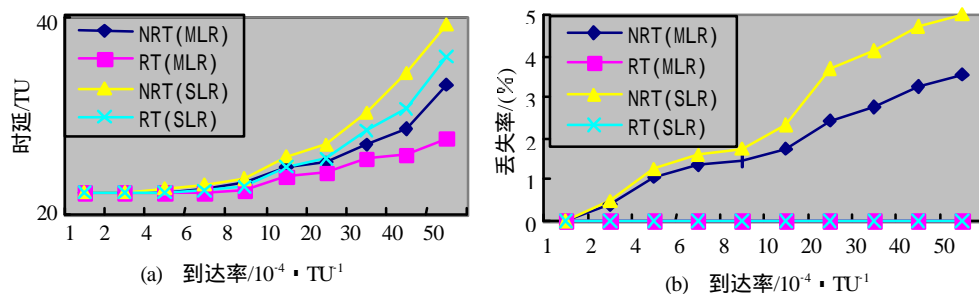 40
NRT(MLR)
RT(MLR)
NRT(SLR)
RT(SLR)
时延/TU
20
1 2 4 6 8 10 20 30 40 50
(a) 到达率/10⁻⁴·TU⁻¹
5
4
3
2
1
0
NRT(MLR)
RT(MLR)
NRT(SLR)
RT(SLR)
丢失率/(%)
1 2 4 6 8 10 20 30 40 50
(b) 到达率/10⁻⁴·TU⁻¹